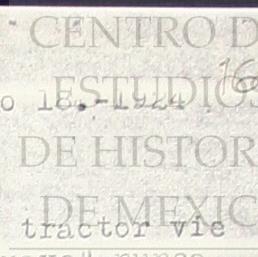 CENTRO D
16
ESTUDIOS
o 18.-1924
DE HISTOR
DE MEXIC
tractor vie